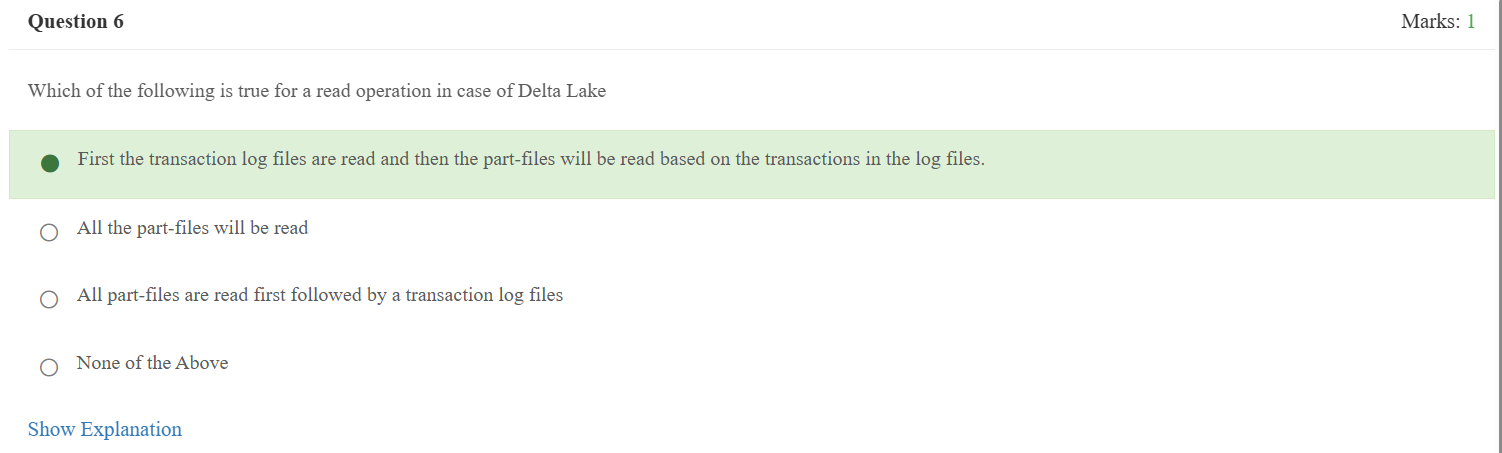 Question 6
Marks: 1
Which of the following is true for a read operation in case of Delta Lake
First the transaction log files are read and then the part-files will be read based on the transactions in the log files.
All the part-files will be read
All part-files are read first followed by a transaction log files
None of the Above
Show Explanation